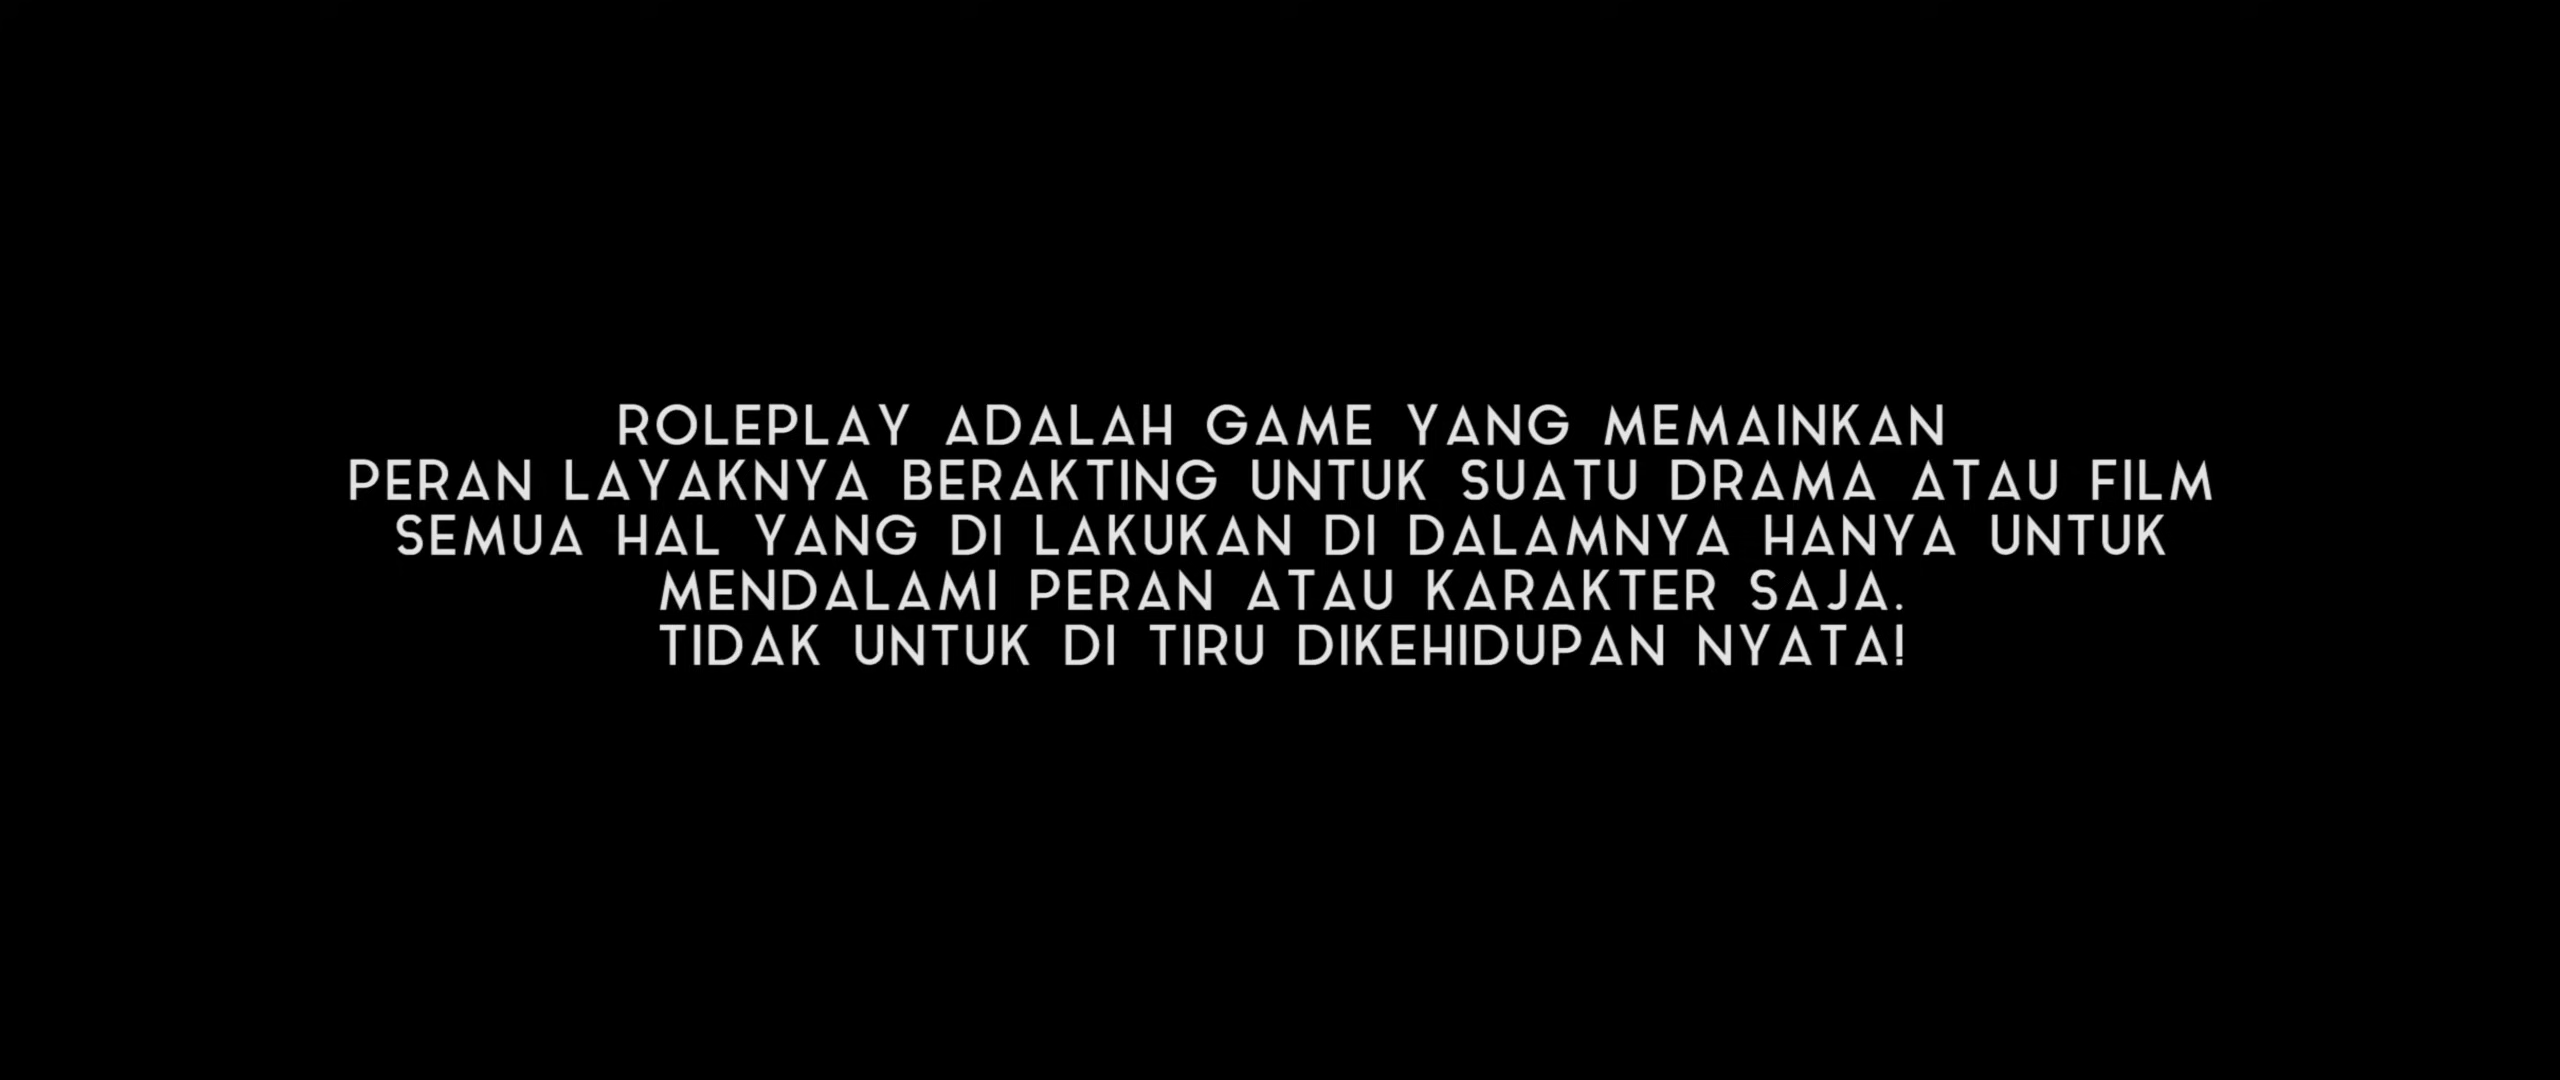 ROLEPLAY ADALAH GAME YANG MEMAINKAN
PERAN LAYAKNYA BERAKTING UNTUK SUATU DRAMA ATAU FILM
SEMUA HAL YANG DI LAKUKAN DI DALAMNYA HANYA UNTUK
MENDALAMI PERAN ATAU KARAKTER SAJA.
TIDAK UNTUK DI TIRU DIKEHIDUPAN NYATA!